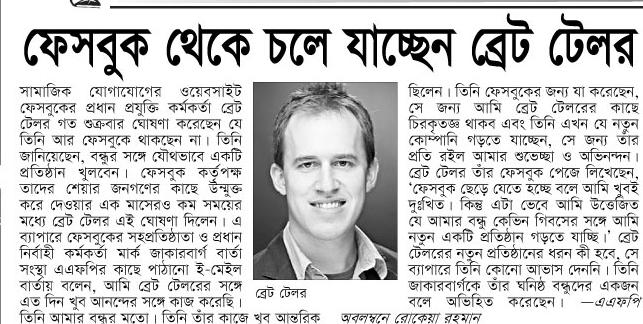 ফেসবুক থেকে চলে যাচ্ছেন ব্রেট টেলর
সামাজিক যোগাযোগের ওয়েবসাইট
ফেসবুকের প্রধান প্রযুক্তি কর্মকর্তা ব্রেট
টেলর গত শুক্রবার ঘোষণা করেছেন যে
তিনি আর ফেসবুকে থাকছেন না। তিনি
জানিয়েছেন, বন্ধুর সঙ্গে যৌথভাবে একটি
প্রতিষ্ঠান খুলবেন। ফেসবুক কর্তৃপক্ষ
তাদের শেয়ার জনগণের কাছে উন্মুক্ত
করে দেওয়ার এক মাসেরও কম সময়ের
মধ্যে ব্রেট টেলর এই ঘোষণা দিলেন। এ
ব্যাপারে ফেসবুকের সহপ্রতিষ্ঠাতা ও প্রধান
নির্বাহী কর্মকর্তা মার্ক জাকারবার্গ বার্তা
সংস্থা এএফপির কাছে পাঠানো ই-মেইল
বার্তায় বলেন, আমি ব্রেট টেলরের সঙ্গে
এত দিন খুব আনন্দের সঙ্গে কাজ করেছি।
তিনি আমার বন্ধুর মতো। তিনি তাঁর কাজে খুব আন্তরিক
ব্রেট টেলর
ছিলেন। তিনি ফেসবুকের জন্য যা করেছেন,
সে জন্য আমি ব্রেট টেলরের কাছে
চিরকৃতজ্ঞ থাকব এবং তিনি এখন যে নতুন
কোম্পানি গড়তে যাচ্ছেন, সে জন্য তাঁর
প্রতি রইল আমার শুভেচ্ছা ও অভিনন্দন।
ব্রেট টেলর তাঁর ফেসবুক পেজে লিখেছেন,
‘ফেসবুক ছেড়ে যেতে হচ্ছে বলে আমি খুবই
দুঃখিত। কিন্তু এটা ভেবে আমি উত্তেজিত
যে আমার বন্ধু কেভিন গিবসের সঙ্গে আমি
নতুন একটি প্রতিষ্ঠান গড়তে যাচ্ছি।’ ব্রেট
টেলরের নতুন প্রতিষ্ঠানের ধরন কী হবে, সে
ব্যাপারে তিনি কোনো আভাস দেননি। তিনি
জাকারবার্গকে তাঁর ঘনিষ্ঠ বন্ধুদের একজন
বলে অভিহিত করেছেন। —এএফপি
অবলম্বনে রোকেয়া রহমান